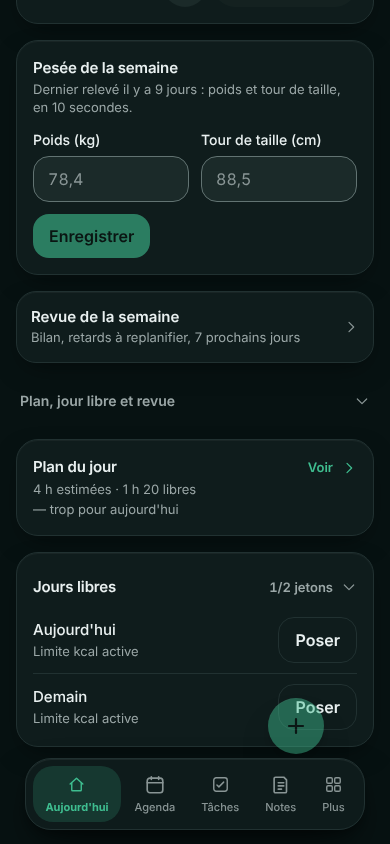 Pesée de la semaine
Dernier relevé il y a 9 jours : poids et tour de taille,
en 10 secondes.
Poids (kg)
Tour de taille (cm)
78,4
88,5
Enregistrer
Revue de la semaine
Bilan, retards à replanifier, 7 prochains jours
Plan, jour libre et revue
Plan du jour
Voir
4 h estimées · 1 h 20 libres
— trop pour aujourd'hui
Jours libres
1/2 jetons
Aujourd'hui
Limite kcal active
Poser
Demain
Limite kcal active
Poser
+
Aujourd'hui
Agenda
Tâches
Notes
Plus